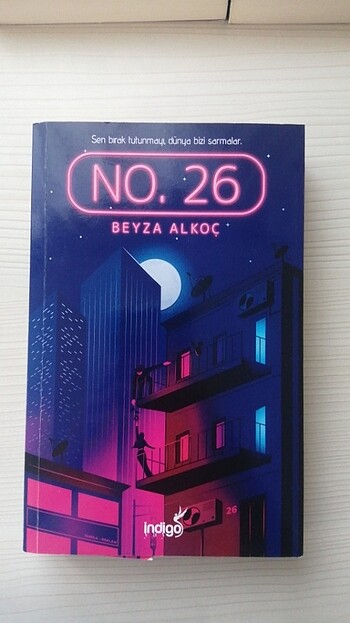 Sen bırak tutunmayı, dünya bizi sarmalar.
NO. 26
BEYZA ALKOÇ
26
indigo